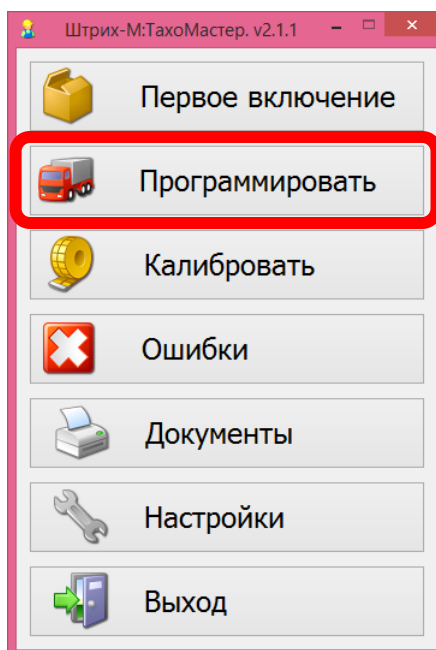 Штрих-М:ТахоМастер. v2.1.1
Первое включение
Программировать
Калибровать
Ошибки
Документы
Настройки
Выход